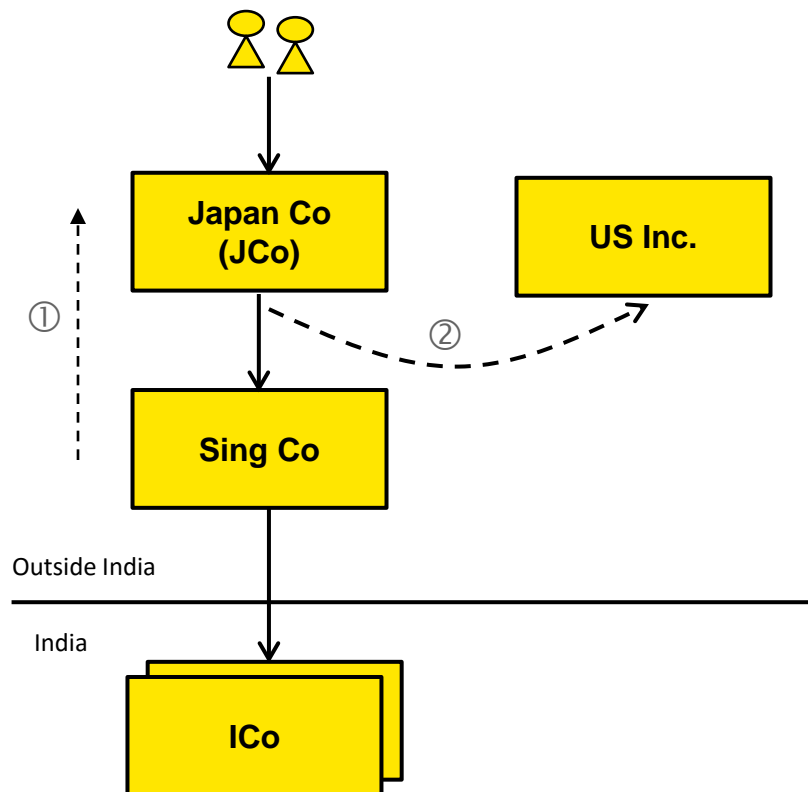 Japan Co
(JCo)
US Inc.
①
②
Sing Co
Outside India
India
ICo